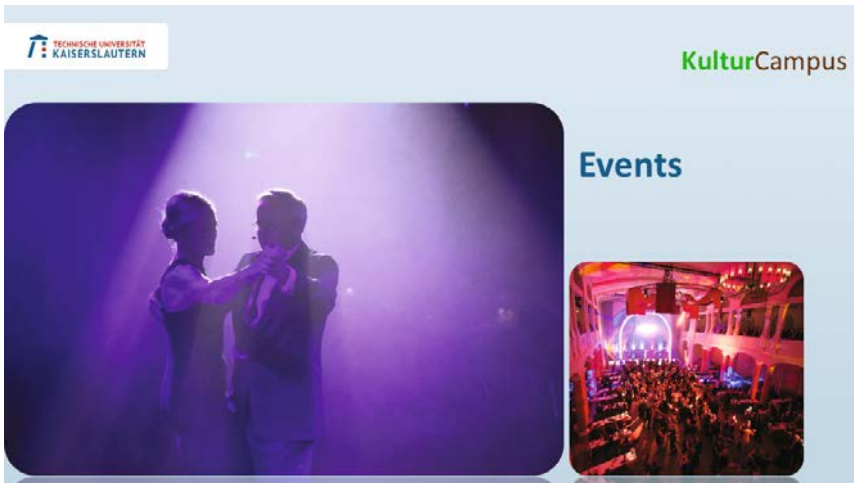 TECHNISCHE UNIVERSITÄT
KAISERSLAUTERN
KulturCampus
Events